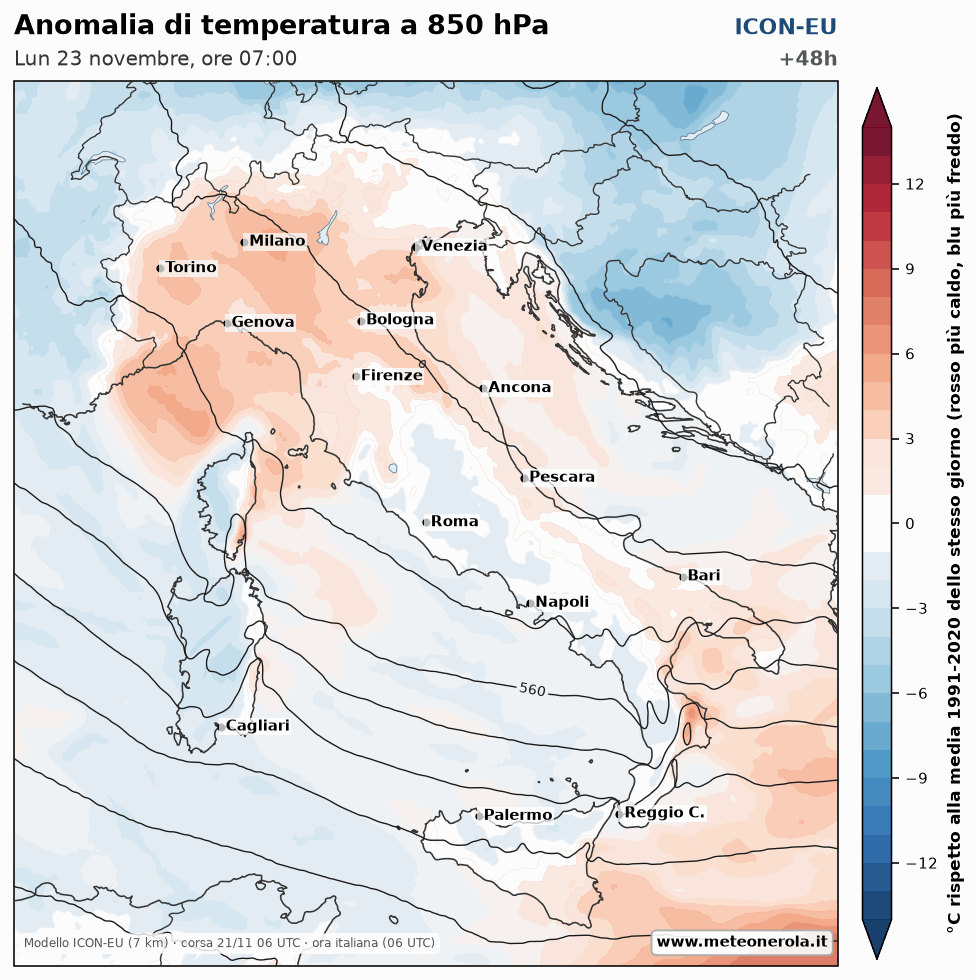 Anomalia di temperatura a 850 hPa
ICON-EU
Lun 23 novembre, ore 07:00
+48h
Milano
Venezia
Torino
Genova
Bologna
Firenze
Ancona
Pescara
Roma
Bari
Napoli
560
Cagliari
Palermo
Reggio C.
12
9
6
3
0
−3
−6
−9
−12
°C rispetto alla media 1991-2020 dello stesso giorno (rosso più caldo, blu più freddo)
Modello ICON-EU (7 km) · corsa 21/11 06 UTC · ora italiana (06 UTC)
www.meteonerola.it